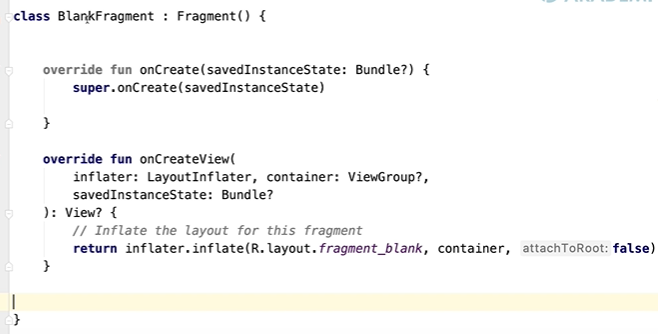 class BlankFragment : Fragment() {
override fun onCreate(savedInstanceState: Bundle?) {
super.onCreate(savedInstanceState)
}
override fun onCreateView(
inflater: LayoutInflater, container: ViewGroup?,
savedInstanceState: Bundle?
): View? {
// Inflate the layout for this fragment
return inflater.inflate(R.layout.fragment_blank, container, attachToRoot: false)
}
}